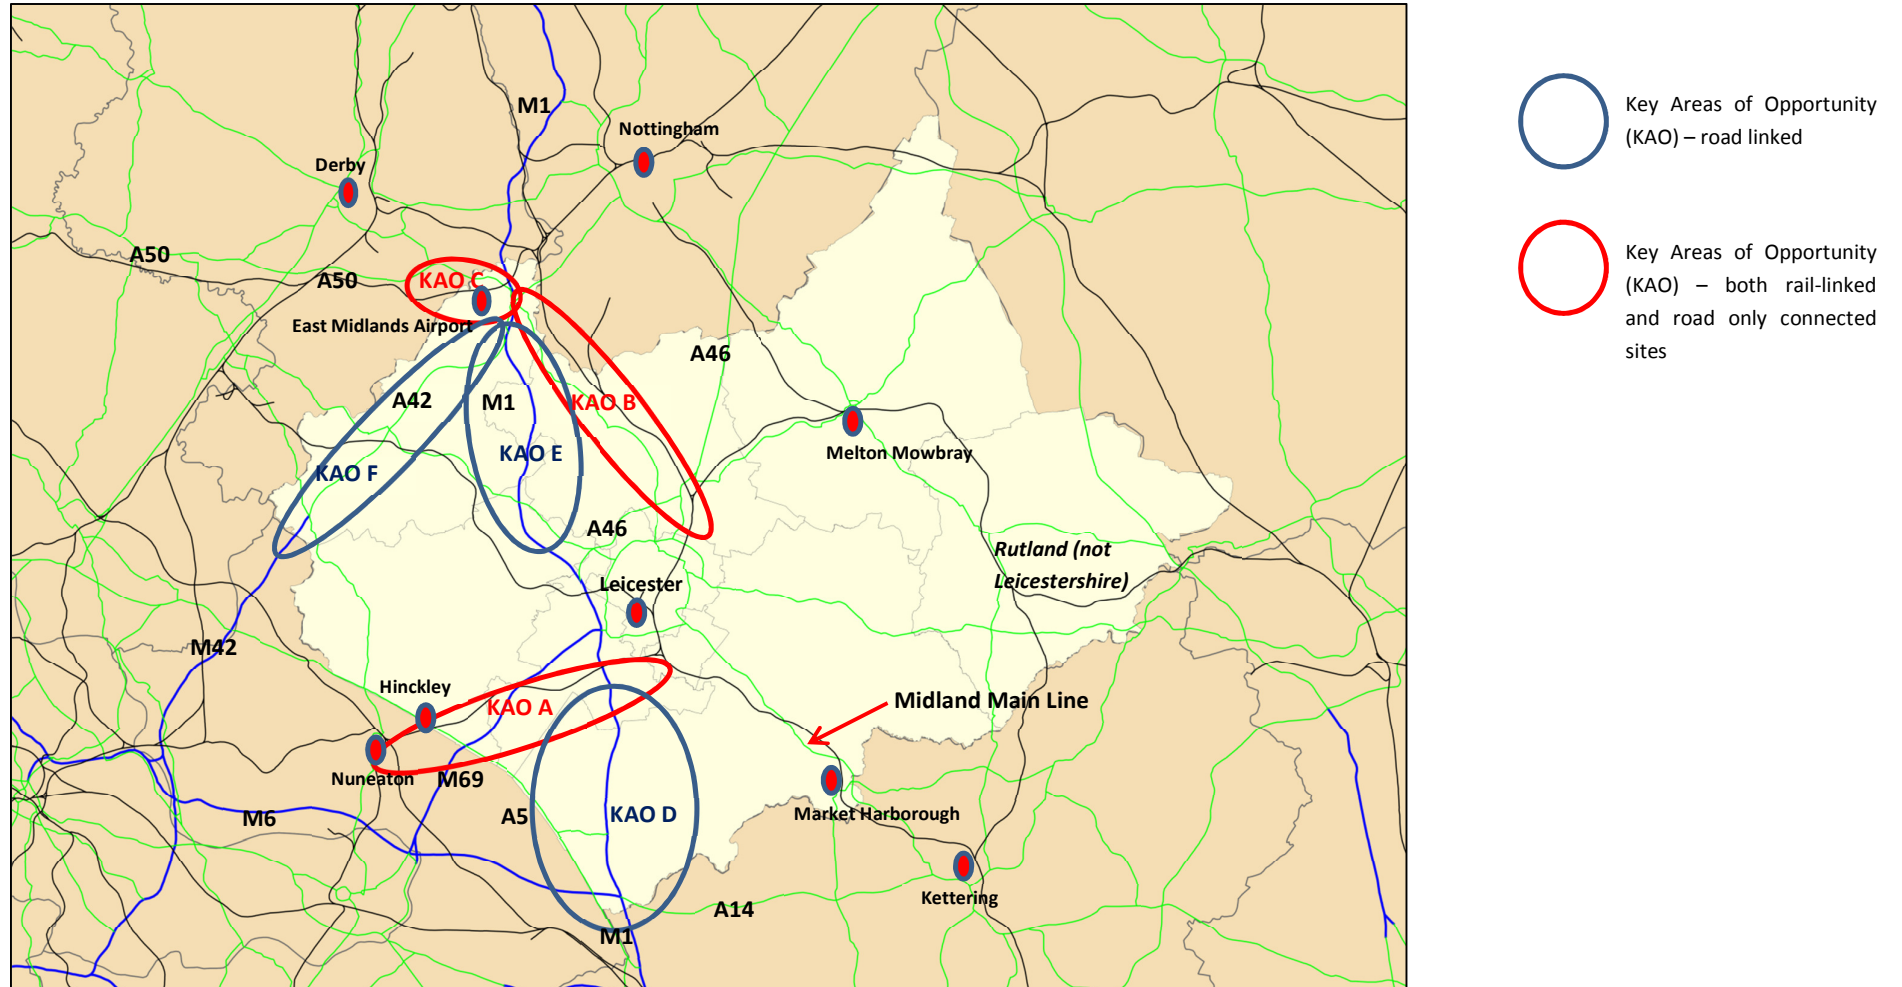 M1
Nottingham
Derby
A50
A50
KAO C
East Midlands Airport
A46
A42
M1
KAO B
KAO E
KAO F
Melton Mowbray
A46
Rutland (not
Leicestershire)
Leicester
M42
Hinckley
KAO A
Midland Main Line
Nuneaton
M69
M6
A5
KAO D
Market Harborough
Kettering
A14
M1
Key Areas of Opportunity
(KAO) – road linked
Key Areas of Opportunity
(KAO) – both rail-linked
and road only connected
sites